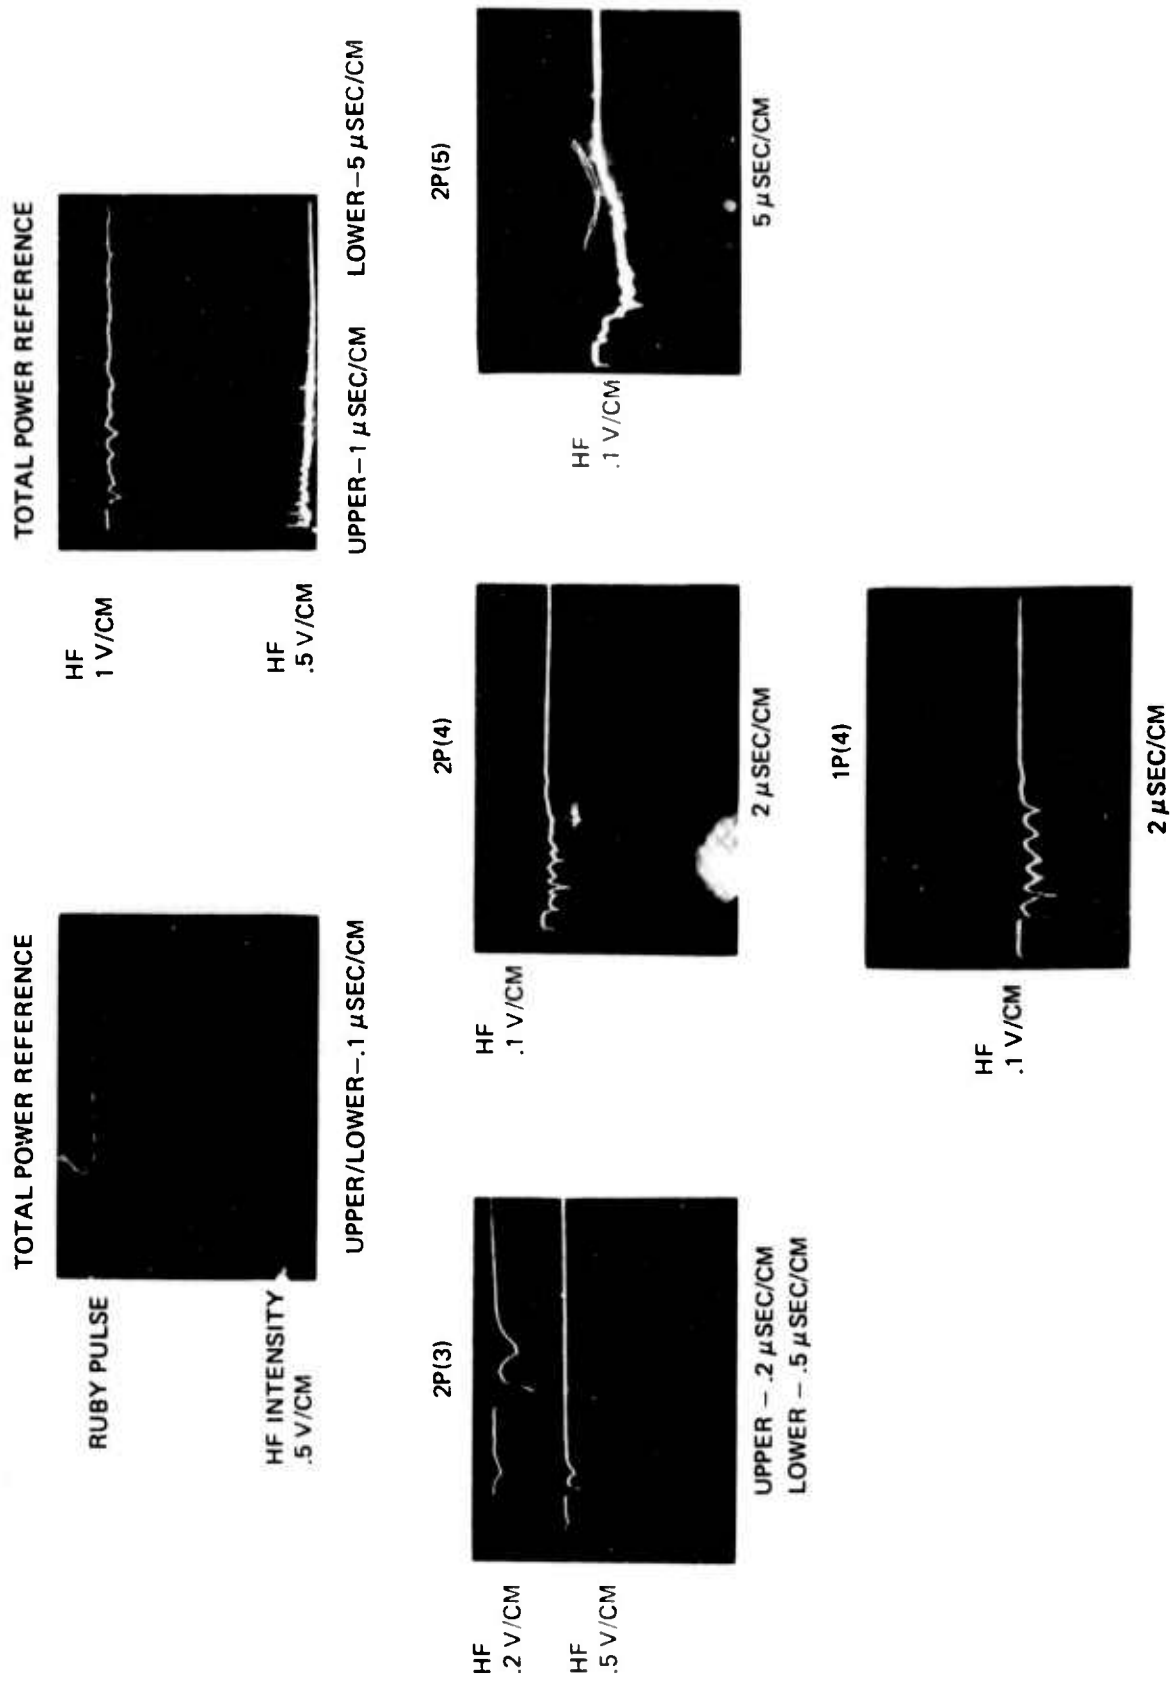 TOTAL POWER REFERENCE
RUBY PULSE
HF INTENSITY
.5 V/CM
UPPER/LOWER–.1 µSEC/CM
TOTAL POWER REFERENCE
HF
1 V/CM
HF
.5 V/CM
UPPER–1 µSEC/CM LOWER–5 µSEC/CM
2P(3)
HF
.2 V/CM
HF
.5 V/CM
UPPER – .2 µSEC/CM
LOWER – .5 µSEC/CM
2P(4)
HF
.1 V/CM
2 µSEC/CM
2P(5)
HF
.1 V/CM
5 µSEC/CM
1P(4)
HF
.1 V/CM
2 µSEC/CM